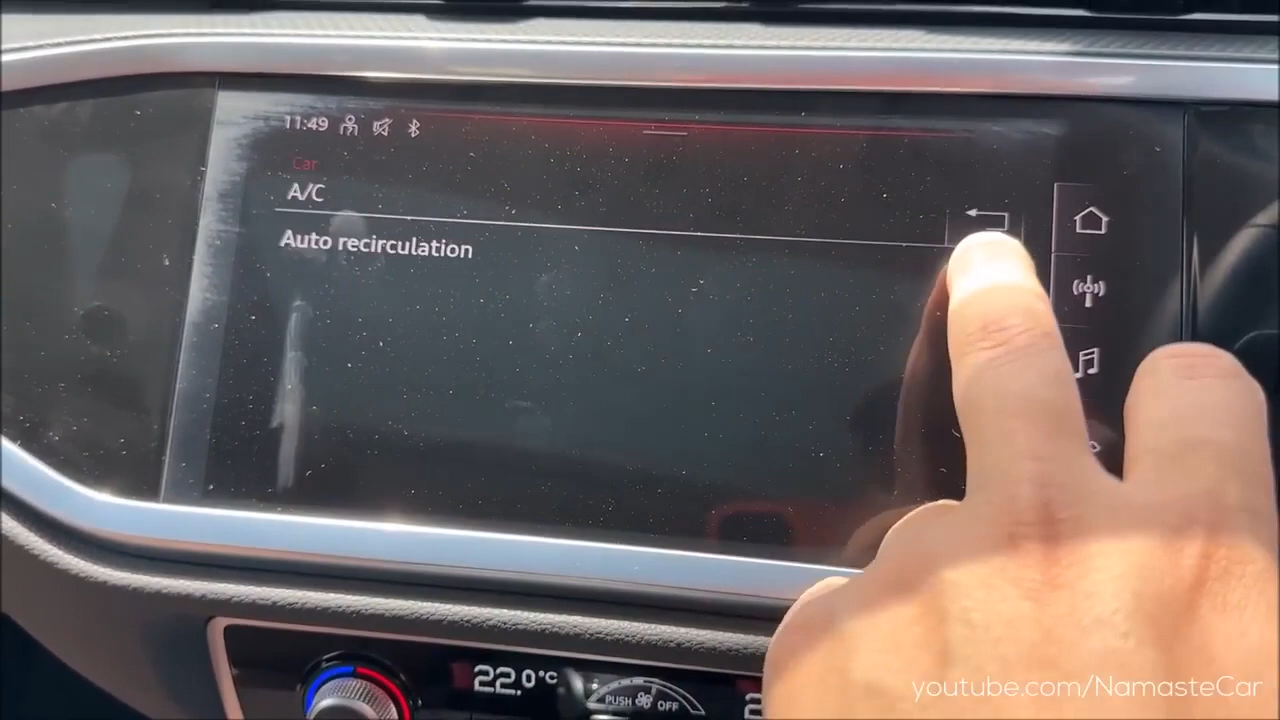 11:49
Car
A/C
Auto recirculation
22.0°C
PUSH OFF
youtube.com/NamasteCar